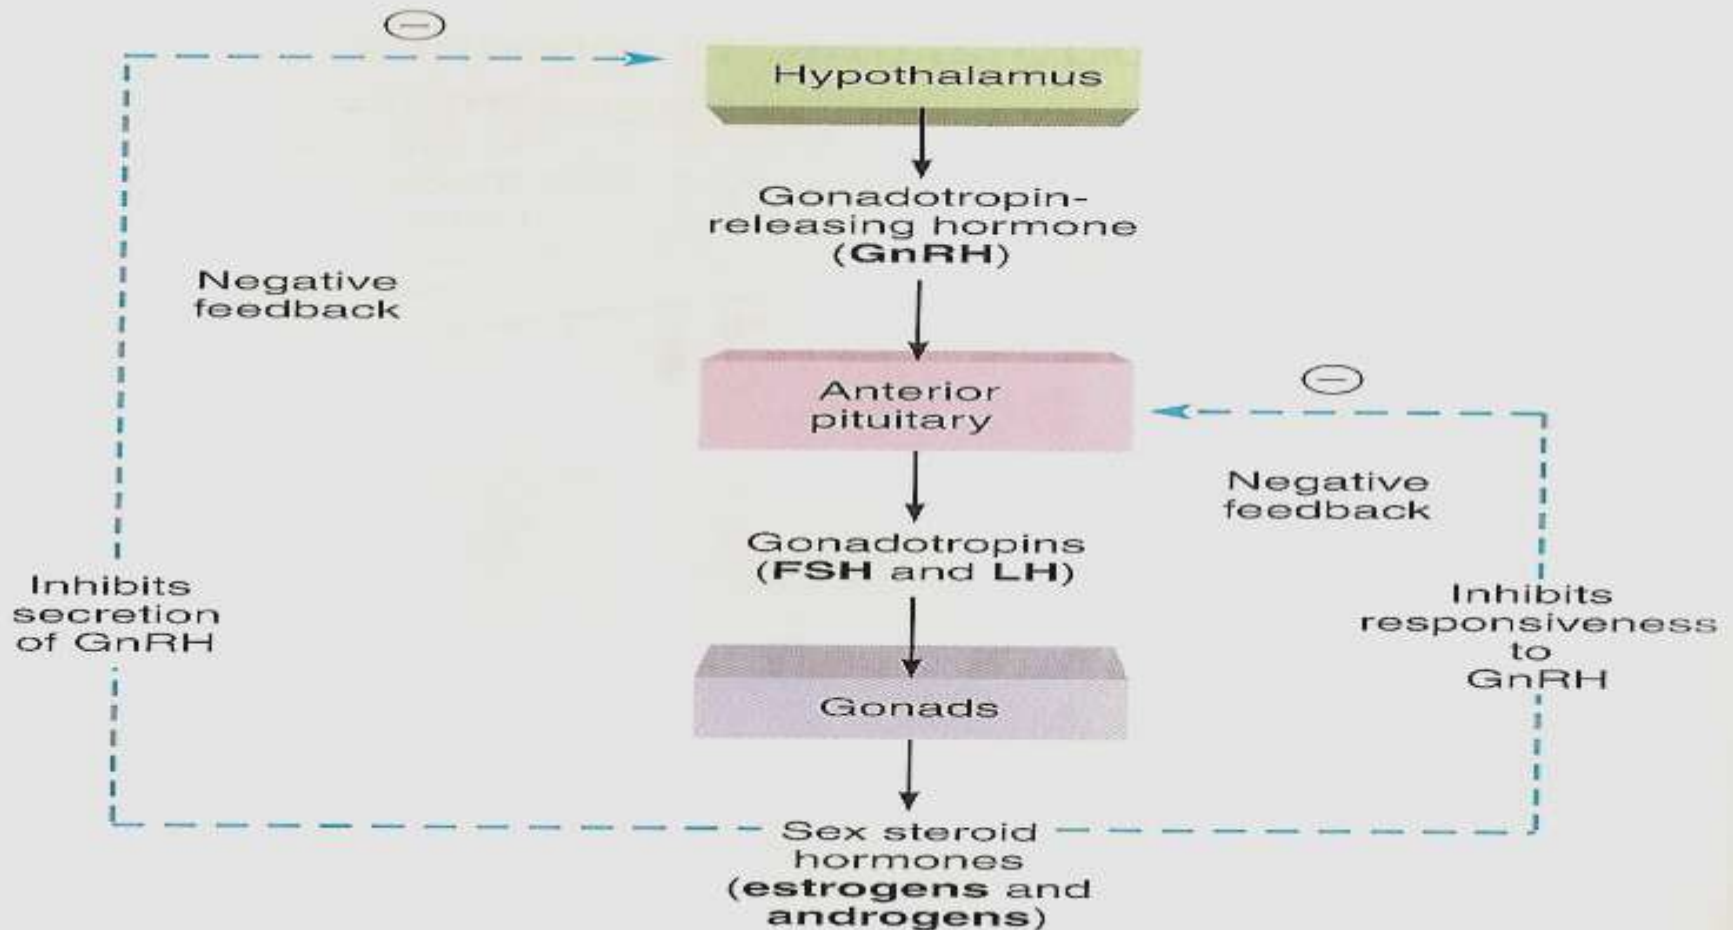 Hypothalamus
Gonadotropin-
releasing hormone
(GnRH)
Negative
feedback
Anterior
pituitary
Negative
feedback
Gonadotropins
(FSH and LH)
Inhibits
secretion
of GnRH
Inhibits
responsiveness
to
GnRH
Gonads
Sex steroid
hormones
(estrogens and
androgens)